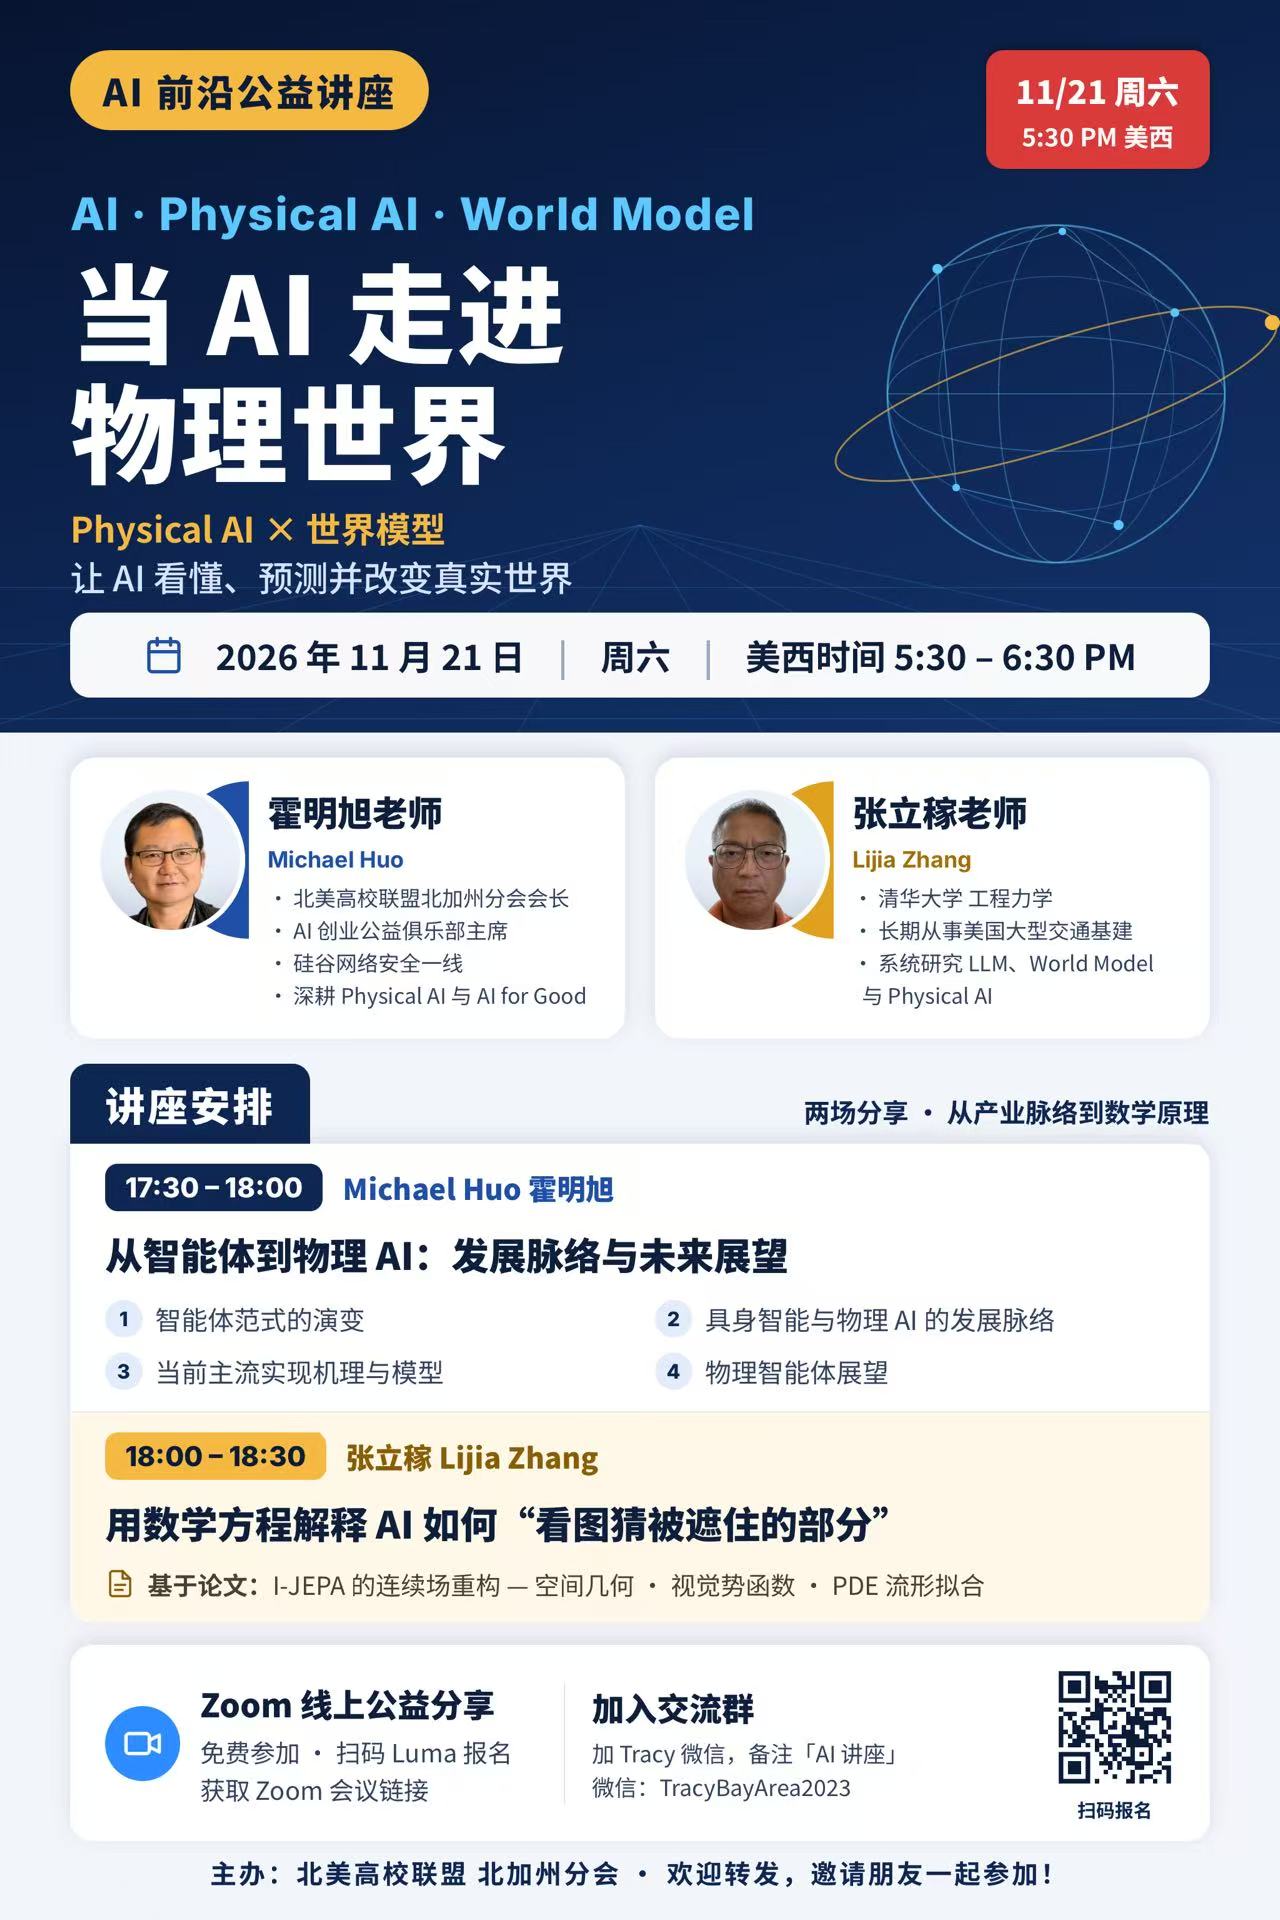 AI 前沿公益讲座
11/21 周六
5:30 PM 美西
AI · Physical AI · World Model
当 AI 走进
物理世界
Physical AI × 世界模型
让 AI 看懂、预测并改变真实世界
2026 年 11 月 21 日 | 周六 | 美西时间 5:30 – 6:30 PM
霍明旭老师
Michael Huo
· 北美高校联盟北加州分会会长
· AI 创业公益俱乐部主席
· 硅谷网络安全一线
· 深耕 Physical AI 与 AI for Good
张立稼老师
Lijia Zhang
· 清华大学 工程力学
· 长期从事美国大型交通基建
· 系统研究 LLM、World Model
与 Physical AI
讲座安排
两场分享 · 从产业脉络到数学原理
17:30 – 18:00 Michael Huo 霍明旭
从智能体到物理 AI：发展脉络与未来展望
1 智能体范式的演变
2 具身智能与物理 AI 的发展脉络
3 当前主流实现机理与模型
4 物理智能体展望
18:00 – 18:30 张立稼 Lijia Zhang
用数学方程解释 AI 如何“看图猜被遮住的部分”
基于论文：I-JEPA 的连续场重构 — 空间几何 · 视觉势函数 · PDE 流形拟合
Zoom 线上公益分享
免费参加 · 扫码 Luma 报名
获取 Zoom 会议链接
加入交流群
加 Tracy 微信，备注「AI 讲座」
微信：TracyBayArea2023
扫码报名
主办：北美高校联盟 北加州分会 · 欢迎转发，邀请朋友一起参加！